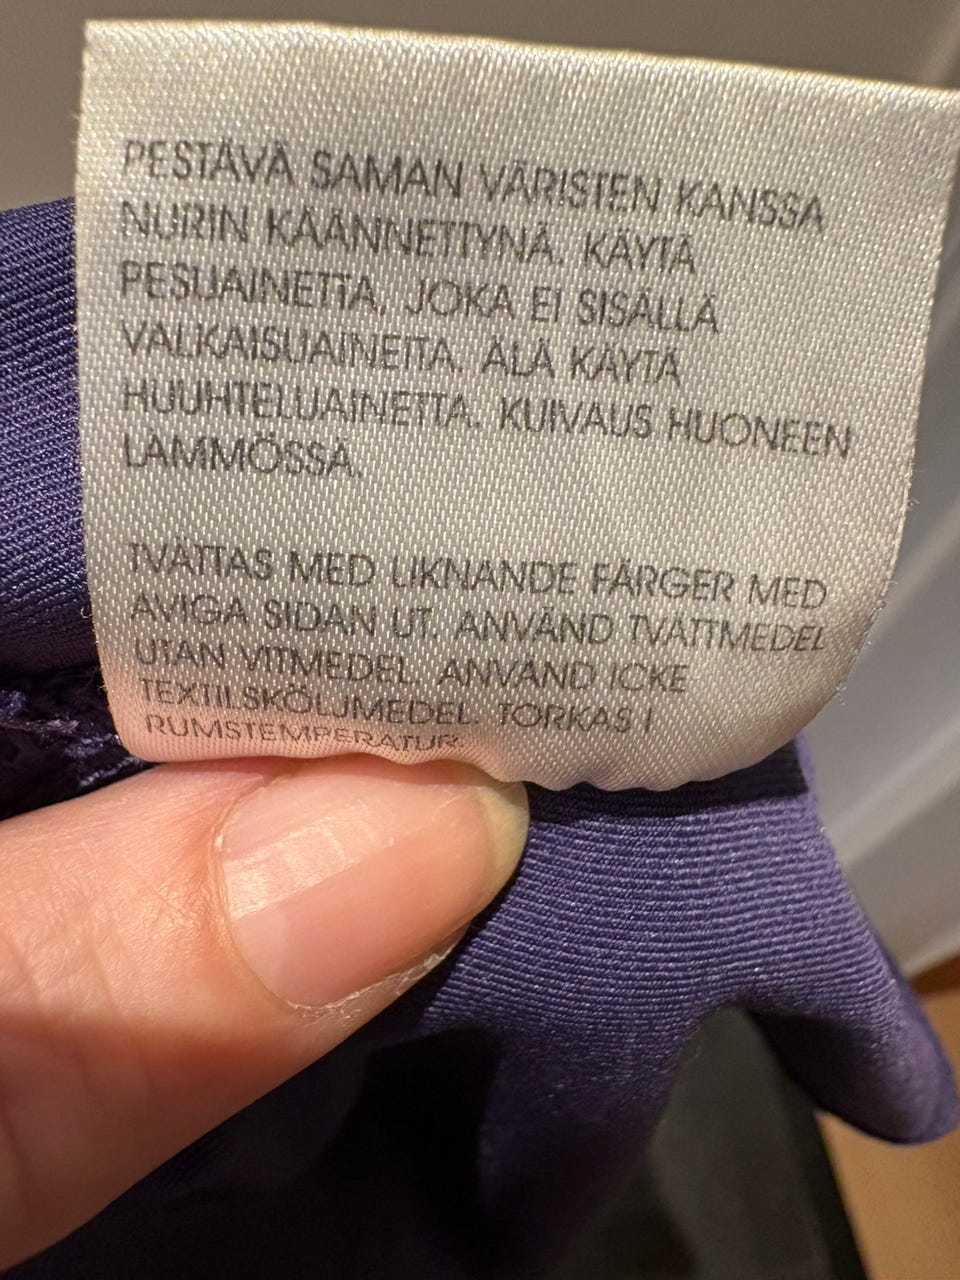 PESTÄVÄ SAMAN VÄRISTEN KANSSA
NURIN KÄÄNNETTYNÄ. KÄYTÄ
PESUAINETTA, JOKA EI SISÄLLÄ
VALKAISUAINEITA. ÄLÄ KÄYTÄ
HUUHTELUAINETTA. KUIVAUS HUONEEN
LÄMMÖSSÄ.
TVÄTTAS MED LIKNANDE FÄRGER MED
AVIGA SIDAN UT. ANVÄND TVÄTTMEDEL
UTAN VITMEDEL. ANVÄND ICKE
TEXTILSKÖLJMEDEL. TORKAS I
RUMSTEMPERATUR.